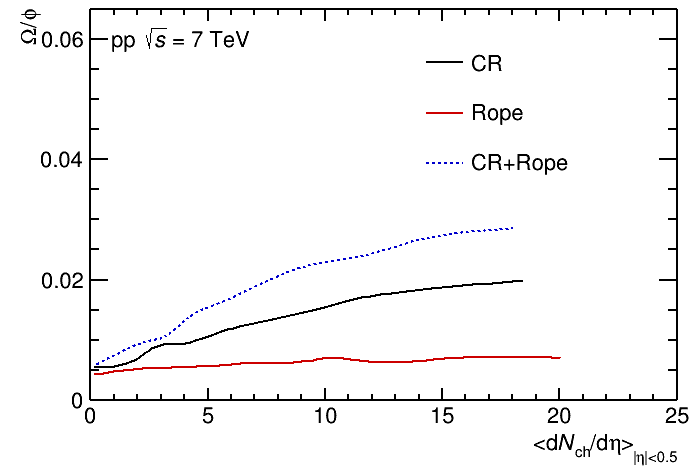 Ω/ϕ
pp √s = 7 TeV
CR
Rope
CR+Rope
0.06
0.04
0.02
0
0 5 10 15 20 25
<dN_ch/dη>_|η|<0.5